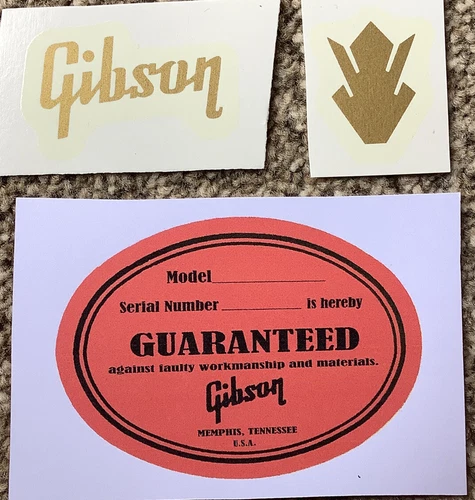 Gibson
Model
Serial Number is hereby
GUARANTEED
against faulty workmanship and materials.
Gibson
MEMPHIS, TENNESSEE
U.S.A.